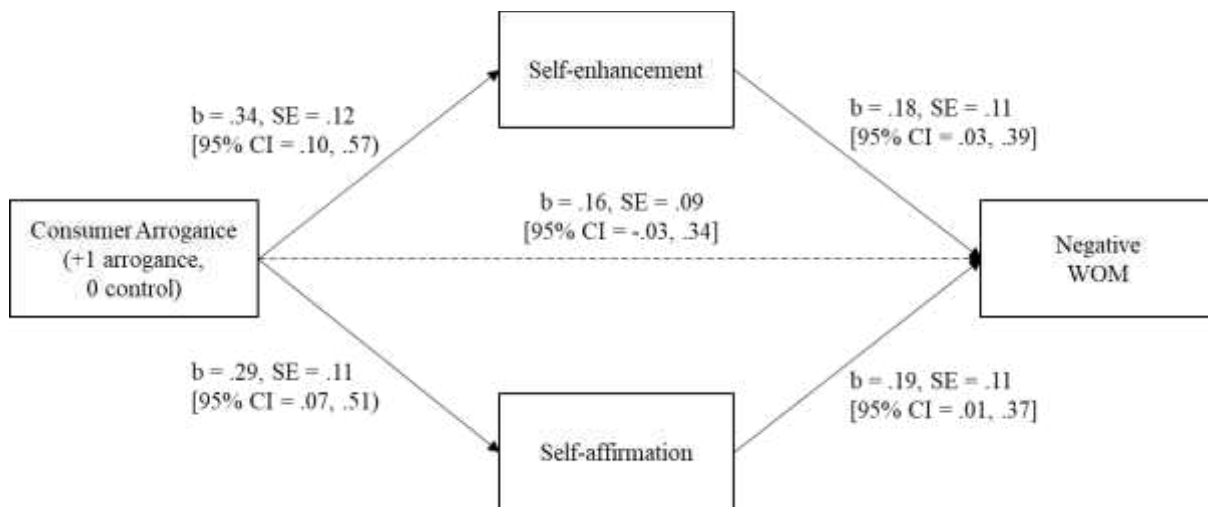 Self-enhancement
b = .34, SE = .12
[95% CI = .10, .57)
b = .18, SE = .11
[95% CI = .03, .39]
b = .16, SE = .09
[95% CI = -.03, .34]
Consumer Arrogance
(+1 arrogance,
0 control)
Negative
WOM
b = .29, SE = .11
[95% CI = .07, .51)
b = .19, SE = .11
[95% CI = .01, .37]
Self-affirmation